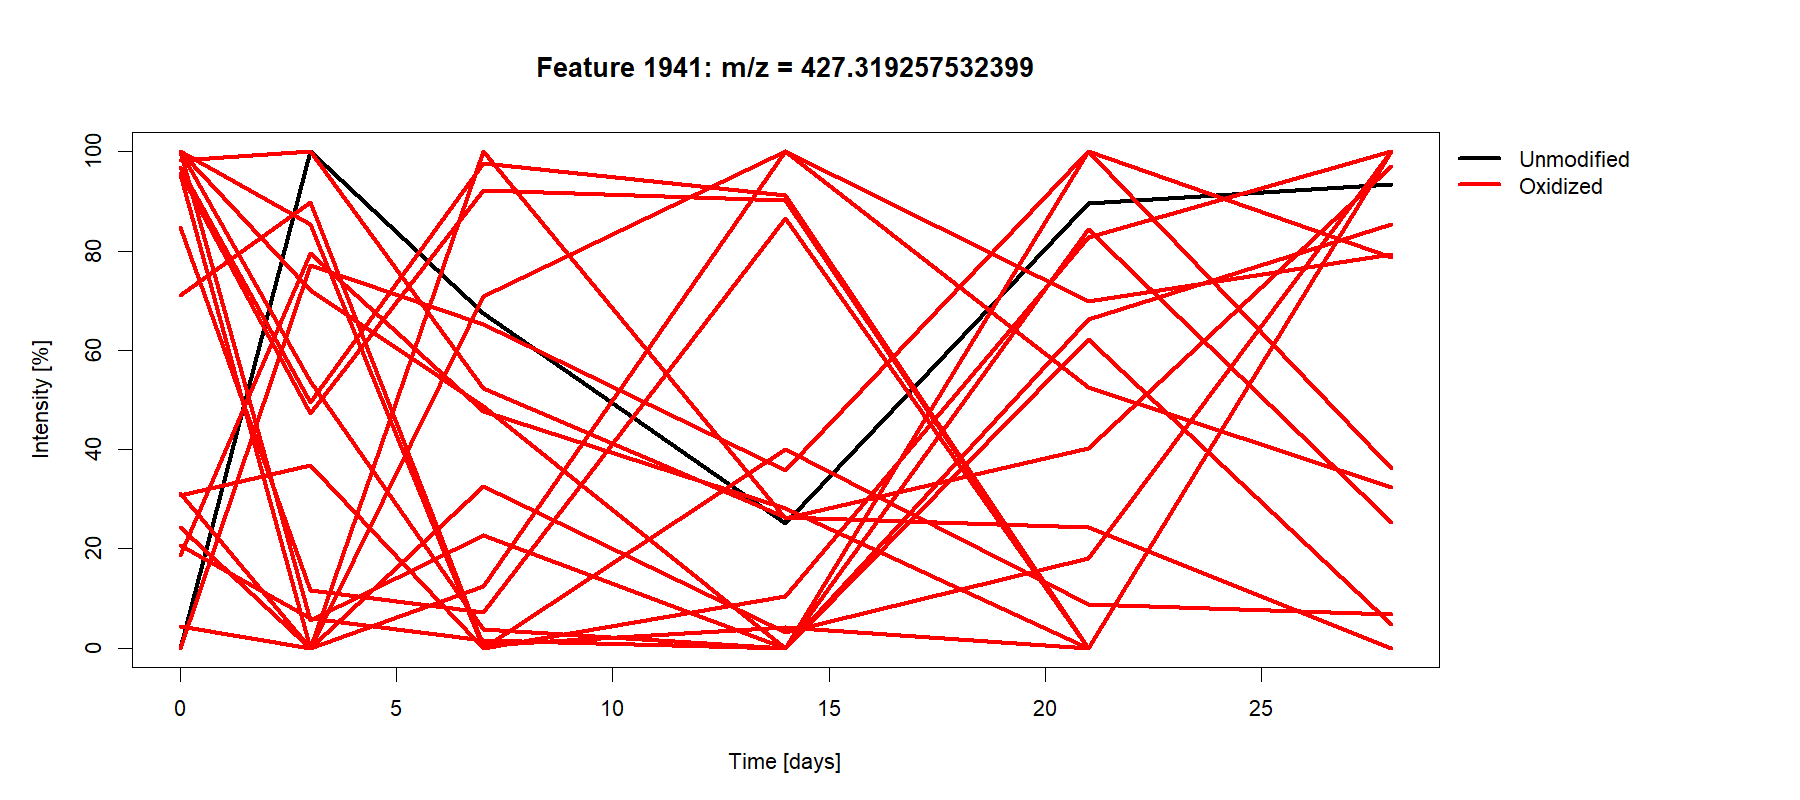 Feature 1941: m/z = 427.319257532399
Unmodified
Oxidized
Intensity [%]
100
80
60
40
20
0
0 5 10 15 20 25
Time [days]